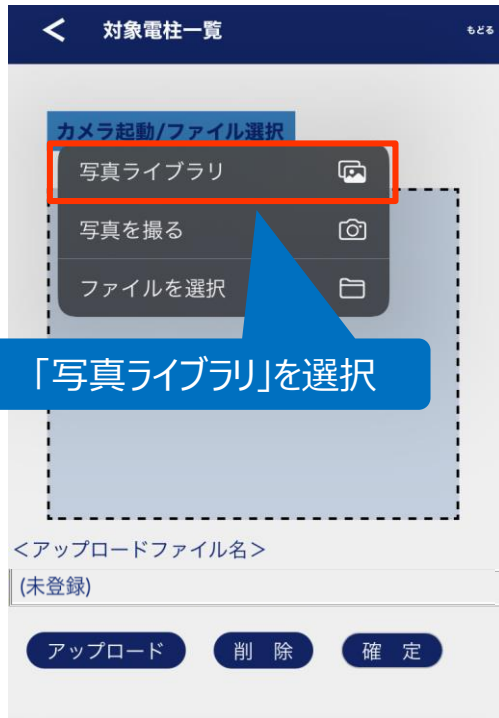 対象電柱一覧
もどる
カメラ起動/ファイル選択
写真ライブラリ
写真を撮る
ファイルを選択
「写真ライブラリ」を選択
<アップロードファイル名>
(未登録)
アップロード
削 除
確 定